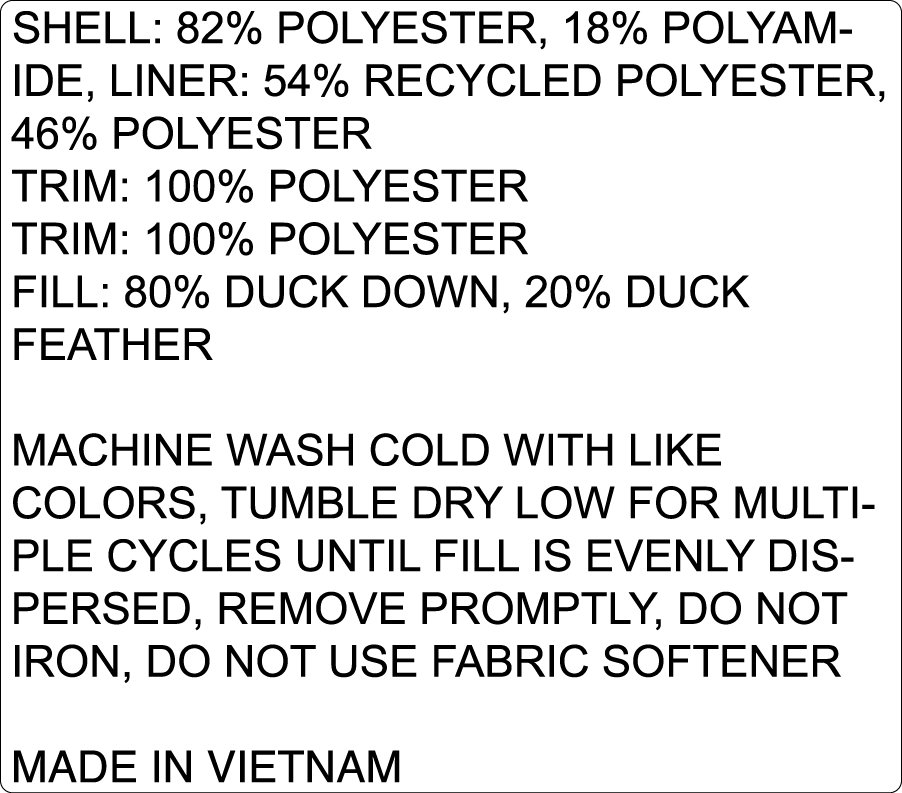 SHELL: 82% POLYESTER, 18% POLYAM-
IDE, LINER: 54% RECYCLED POLYESTER,
46% POLYESTER
TRIM: 100% POLYESTER
TRIM: 100% POLYESTER
FILL: 80% DUCK DOWN, 20% DUCK
FEATHER
MACHINE WASH COLD WITH LIKE
COLORS, TUMBLE DRY LOW FOR MULTI-
PLE CYCLES UNTIL FILL IS EVENLY DIS-
PERSED, REMOVE PROMPTLY, DO NOT
IRON, DO NOT USE FABRIC SOFTENER
MADE IN VIETNAM